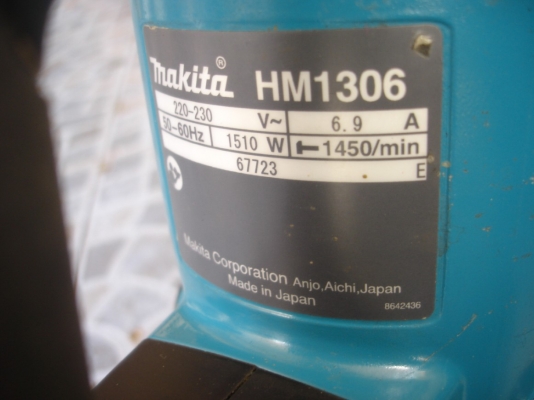 makita® HM1306
220-230 V~ 6.9 A
50-60Hz 1510 W 1450/min
67723 E
Makita Corporation Anjo,Aichi,Japan
Made in Japan
8642436